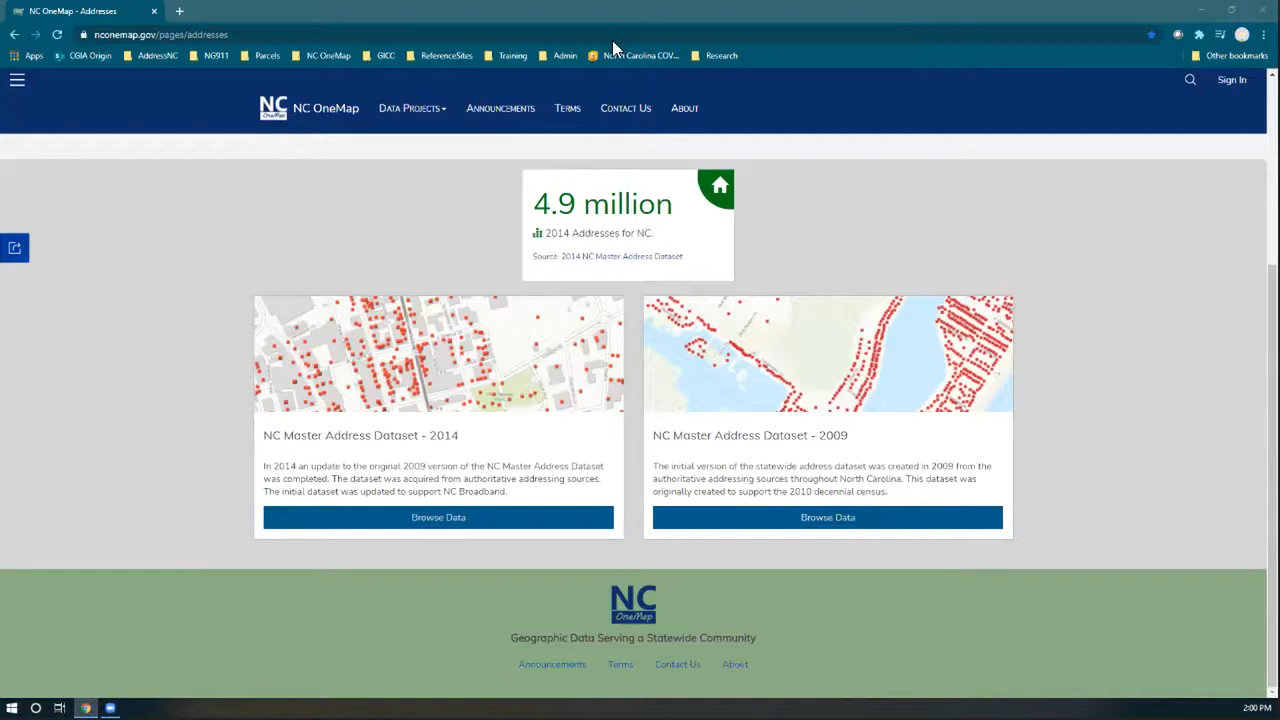 NC OneMap - Addresses
nconemap.gov/pages/addresses
Apps CGIA Origin AddressNC NG911 Parcels NC OneMap GICC ReferenceSites Training Admin North Carolina COV... Research Other bookmarks
Sign In
NC OneMap NC OneMap DATA PROJECTS ANNOUNCEMENTS TERMS CONTACT US ABOUT
4.9 million
2014 Addresses for NC.
Source: 2014 NC Master Address Dataset
NC Master Address Dataset - 2014
In 2014 an update to the original 2009 version of the NC Master Address Dataset
was completed. The dataset was acquired from authoritative addressing sources.
The initial dataset was updated to support NC Broadband.
Browse Data
NC Master Address Dataset - 2009
The initial version of the statewide address dataset was created in 2009 from the
authoritative addressing sources throughout North Carolina. This dataset was
originally created to support the 2010 decennial census.
Browse Data
NC
OneMap
Geographic Data Serving a Statewide Community
Announcements Terms Contact Us About
2:00 PM